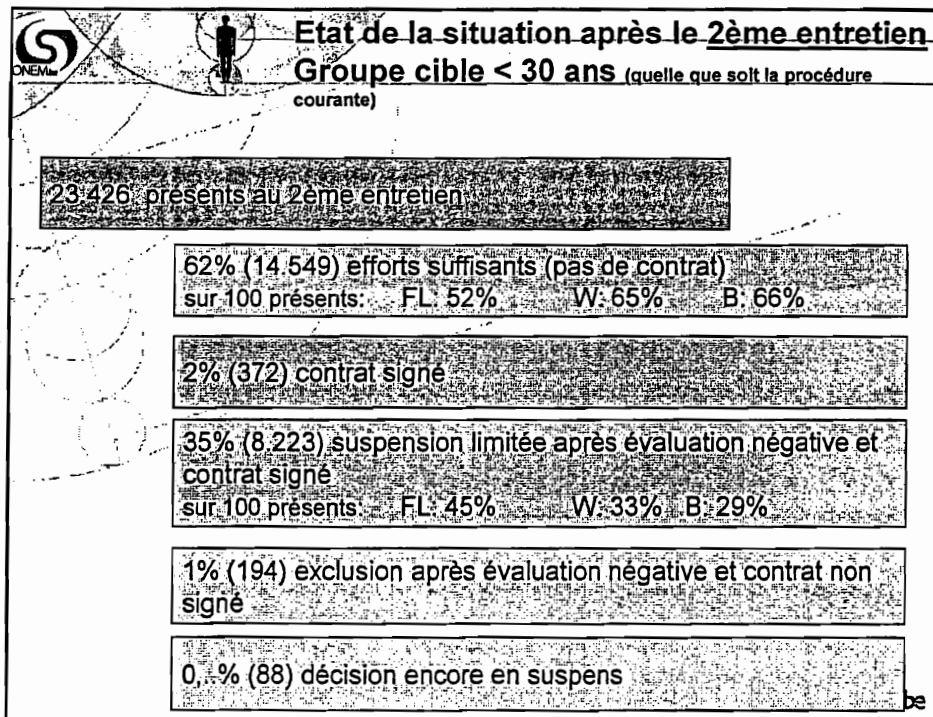 ONEM
Etat de la situation après le 2ème entretien
Groupe cible < 30 ans (quelle que soit la procédure
courante)
23.426 présents au 2ème entretien
62% (14.549) efforts suffisants (pas de contrat)
sur 100 présents: FL: 52% W: 65% B: 66%
2% (372) contrat signé
35% (8.223) suspension limitée après évaluation négative et
contrat signé
sur 100 présents: FL: 45% W: 33% B: 29%
1% (194) exclusion après évaluation négative et contrat non
signé
0,..% (88) décision encore en suspens
be